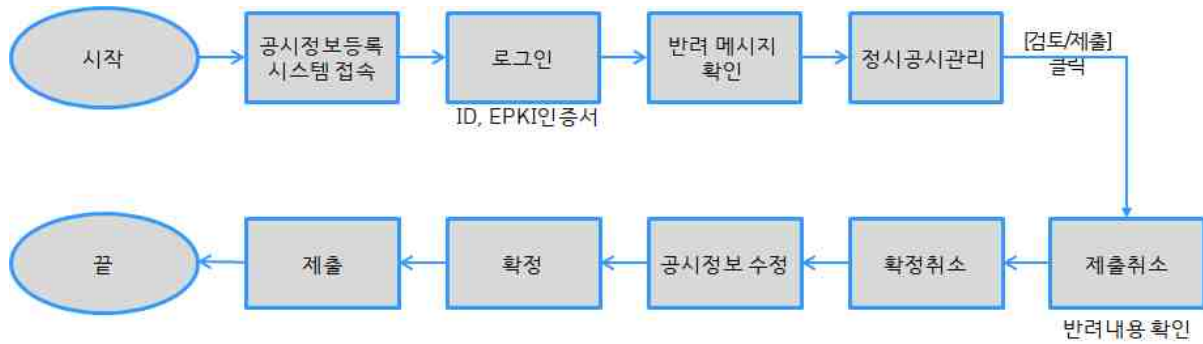 시작
공시정보등록
시스템 접속
로그인
ID, EPKI인증서
반려 메시지
확인
정시공시관리
[검토/제출]
클릭
제출취소
반려내용 확인
확정취소
공시정보 수정
확정
제출
끝